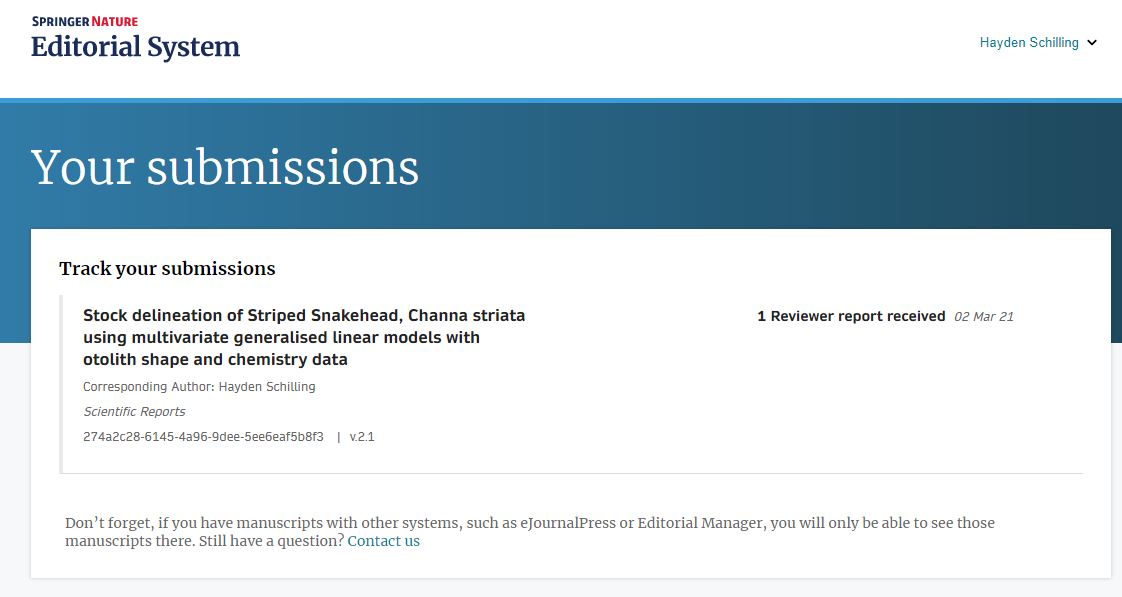 SPRINGER NATURE
Editorial System
Hayden Schilling
Your submissions
Track your submissions
Stock delineation of Striped Snakehead, Channa striata
using multivariate generalised linear models with
otolith shape and chemistry data
1 Reviewer report received 02 Mar 21
Corresponding Author: Hayden Schilling
Scientific Reports
274a2c28-6145-4a96-9dee-5ee6eaf5b8f3 | v.2.1
Don’t forget, if you have manuscripts with other systems, such as eJournalPress or Editorial Manager, you will only be able to see those
manuscripts there. Still have a question? Contact us